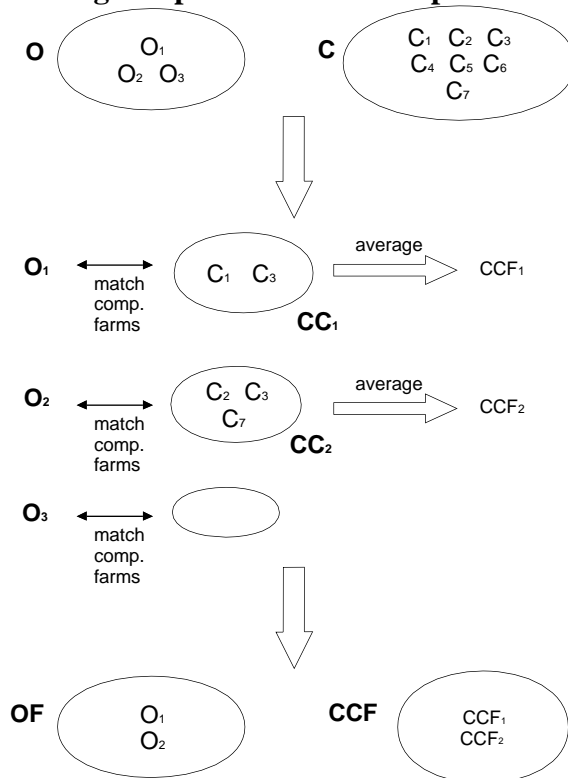 O
O₁
O₂ O₃
C
C₁ C₂ C₃
C₄ C₅ C₆
C₇
O₁
match
comp.
farms
C₁ C₃
CC₁
average
CCF₁
O₂
match
comp.
farms
C₂ C₃
C₇
CC₂
average
CCF₂
O₃
match
comp.
farms
OF
O₁
O₂
CCF
CCF₁
CCF₂